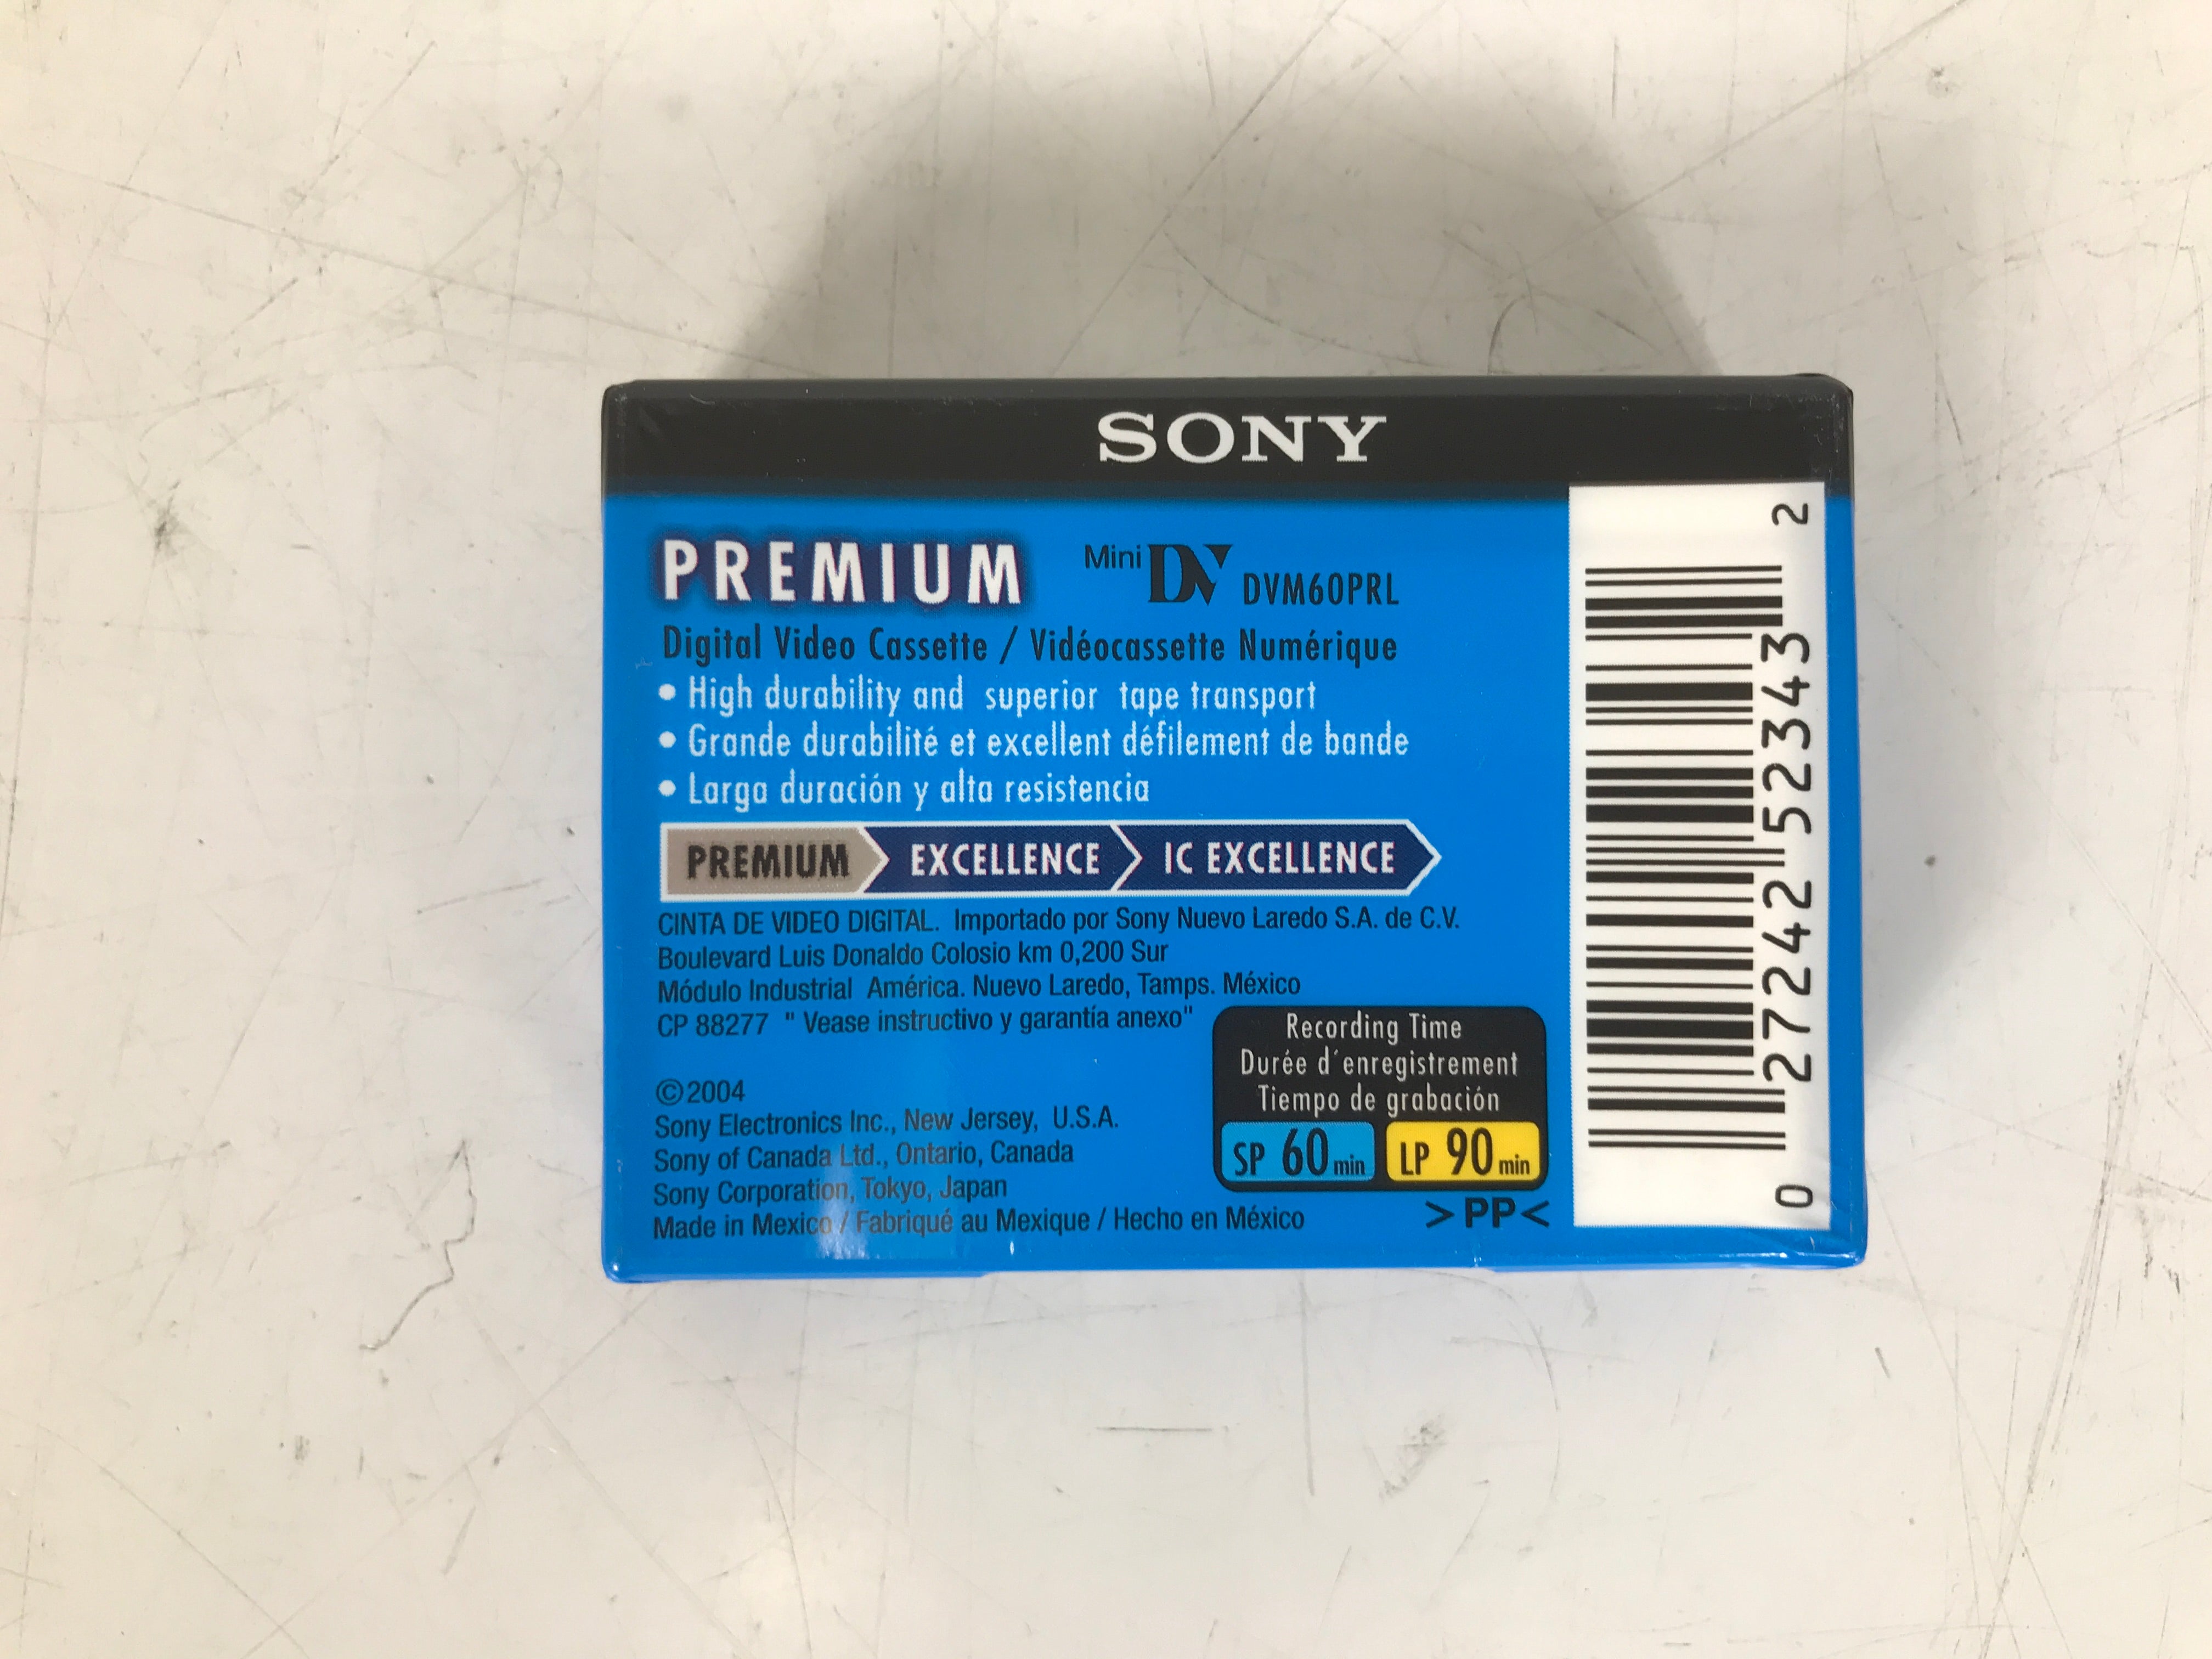 SONY
PREMIUM Mini DV DVM60PRL
Digital Video Cassette / Vidéocassette Numérique
• High durability and superior tape transport
• Grande durabilité et excellent défilement de bande
• Larga duración y alta resistencia
PREMIUM EXCELLENCE IC EXCELLENCE
CINTA DE VIDEO DIGITAL. Importado por Sony Nuevo Laredo S.A. de C.V.
Boulevard Luis Donaldo Colosio km 0,200 Sur
Módulo Industrial América. Nuevo Laredo, Tamps. México
CP 88277 " Vease instructivo y garantía anexo"
©2004
Sony Electronics Inc., New Jersey, U.S.A.
Sony of Canada Ltd., Ontario, Canada
Sony Corporation, Tokyo, Japan
Made in Mexico / Fabriqué au Mexique / Hecho en México
Recording Time
Durée d'enregistrement
Tiempo de grabación
SP 60 min LP 90 min
>PP<
0 27242 52343 2